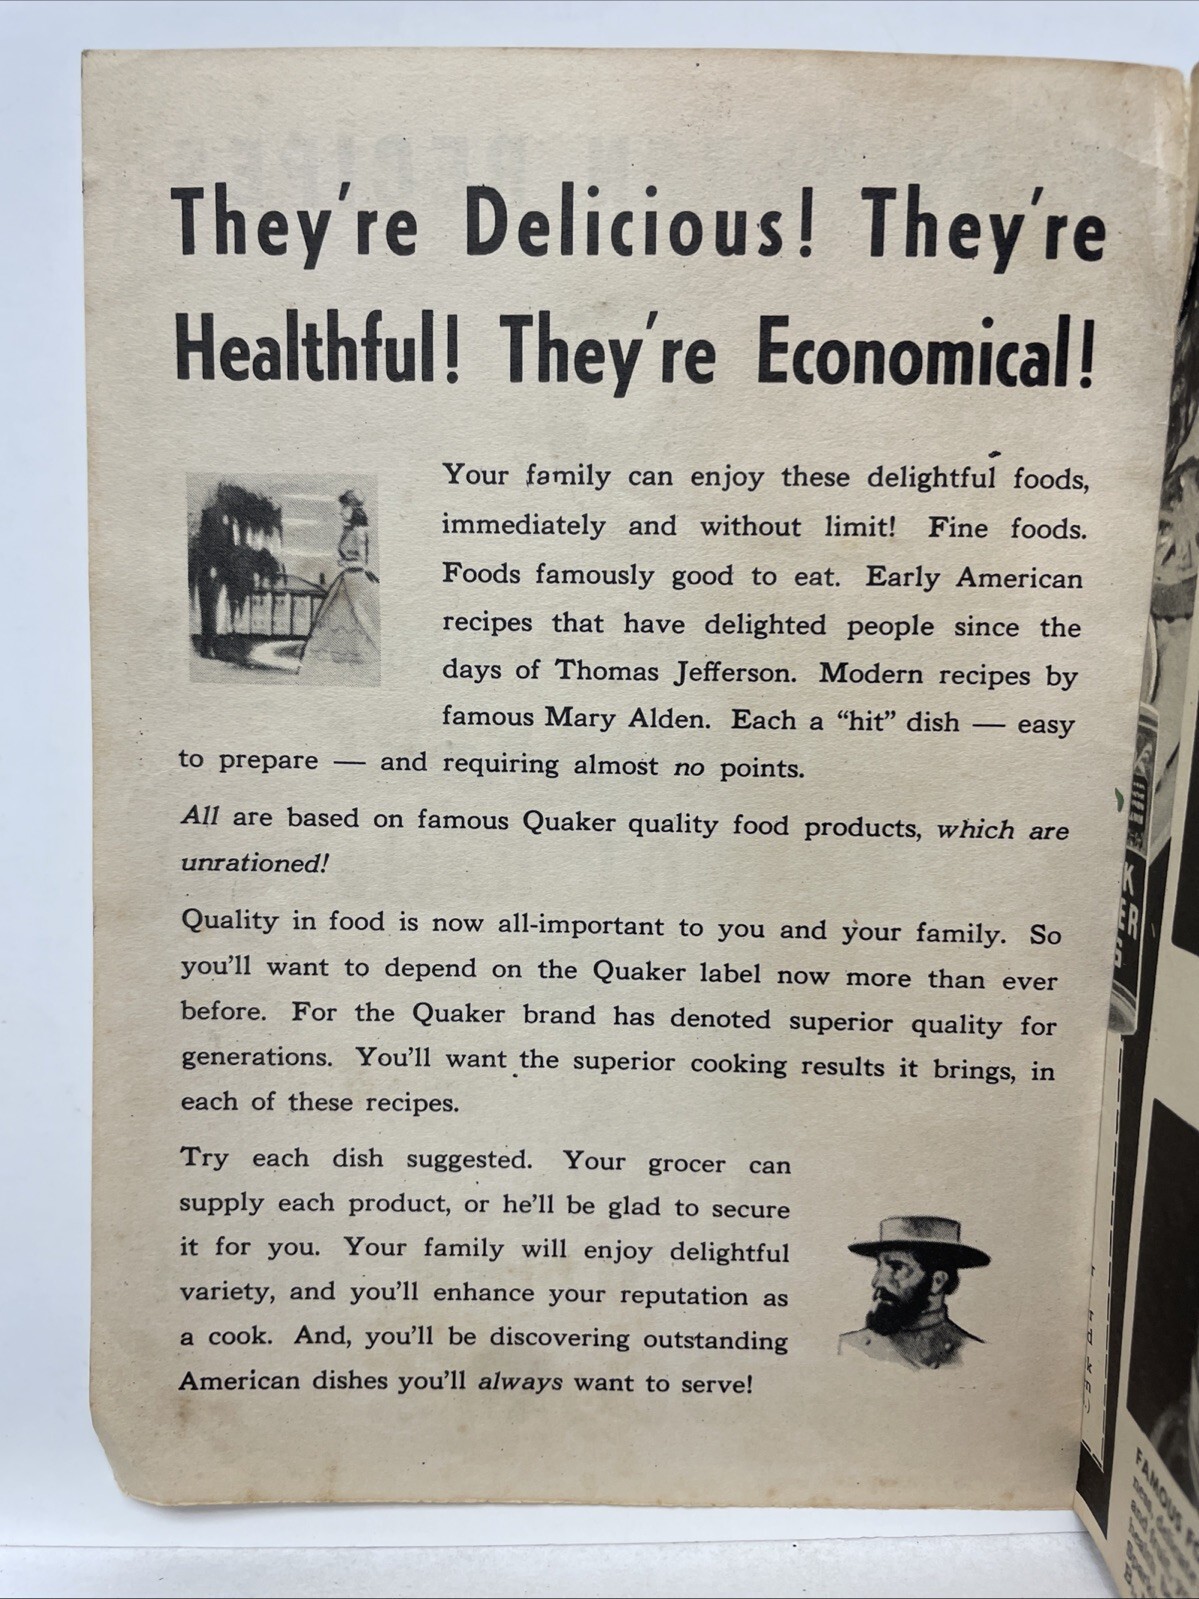 They're Delicious! They're
Healthful! They're Economical!
Your family can enjoy these delightful foods,
immediately and without limit! Fine foods.
Foods famously good to eat. Early American
recipes that have delighted people since the
days of Thomas Jefferson. Modern recipes by
famous Mary Alden. Each a “hit” dish — easy
to prepare — and requiring almost no points.
All are based on famous Quaker quality food products, which are
unrationed!
Quality in food is now all-important to you and your family. So
you'll want to depend on the Quaker label now more than ever
before. For the Quaker brand has denoted superior quality for
generations. You'll want the superior cooking results it brings, in
each of these recipes.
Try each dish suggested. Your grocer can
supply each product, or he'll be glad to secure
it for you. Your family will enjoy delightful
variety, and you'll enhance your reputation as
a cook. And, you'll be discovering outstanding
American dishes you'll always want to serve!
FAMOUS